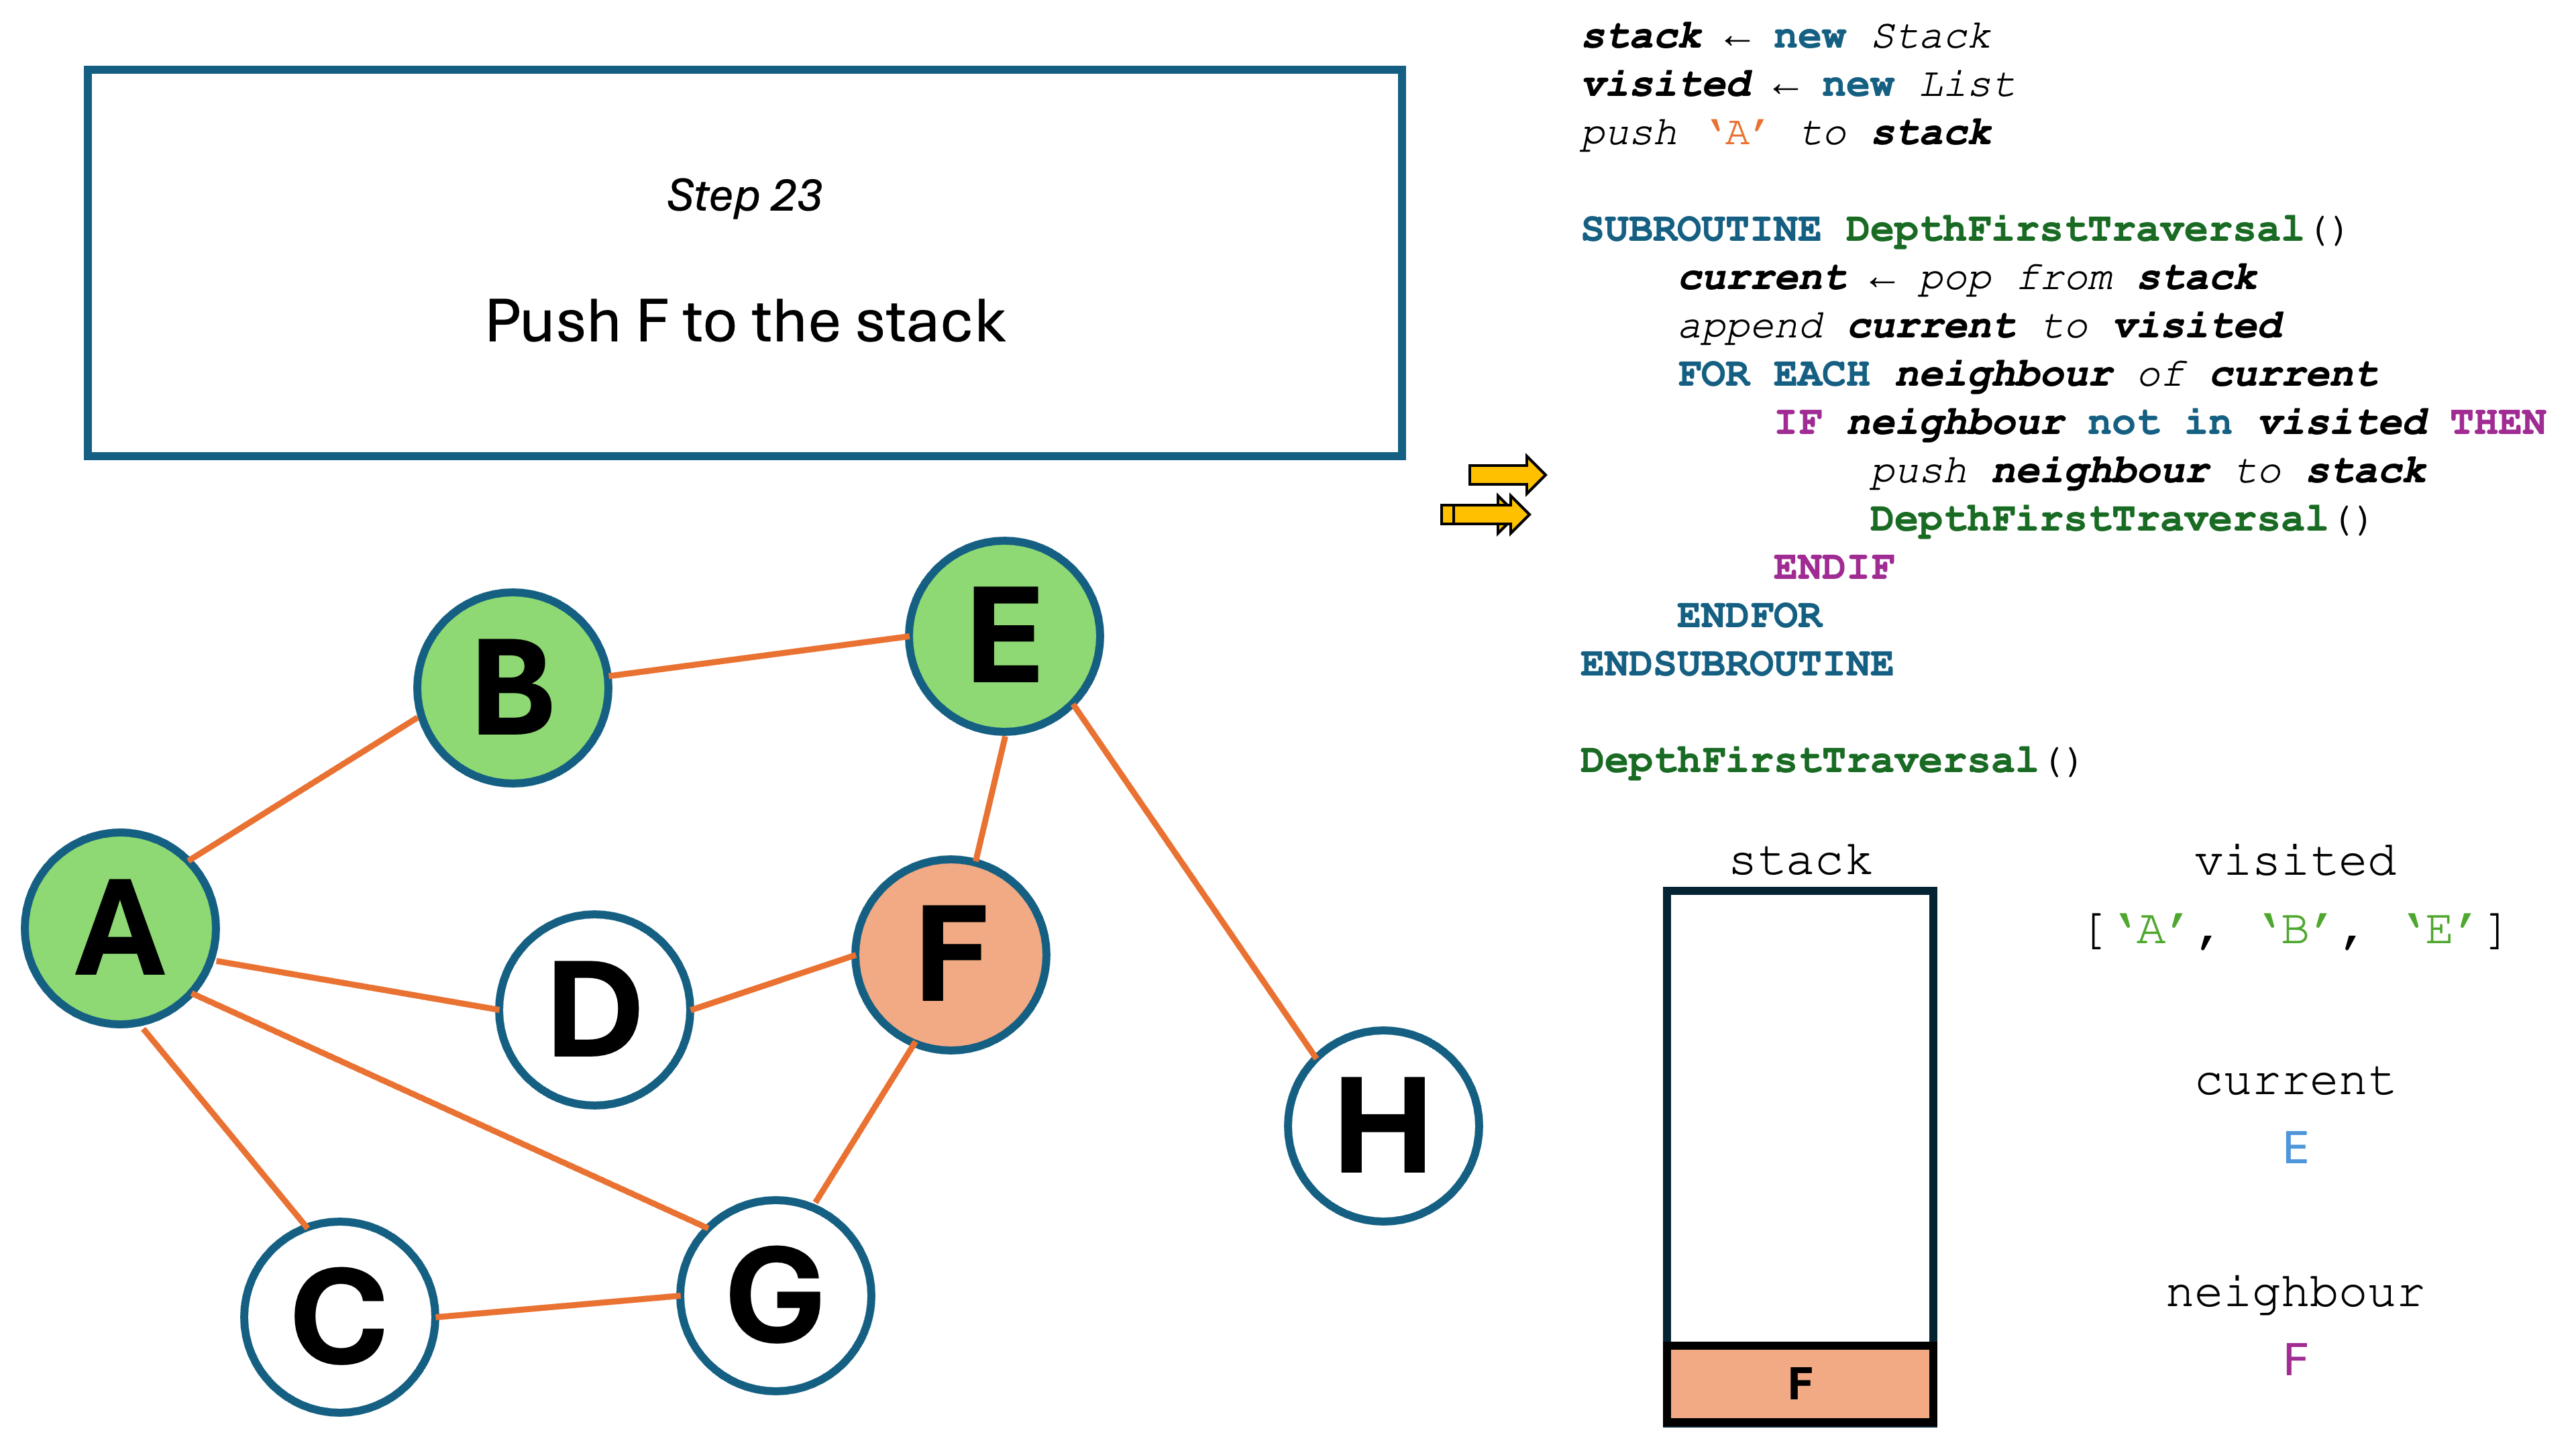 Step 23
Push F to the stack
stack ← new Stack
visited ← new List
push ‘A’ to stack
SUBROUTINE DepthFirstTraversal()
current ← pop from stack
append current to visited
FOR EACH neighbour of current
IF neighbour not in visited THEN
push neighbour to stack
DepthFirstTraversal()
ENDIF
ENDFOR
ENDSUBROUTINE
DepthFirstTraversal()
B
E
A
D
F
H
C
G
stack
F
visited
[‘A’, ‘B’, ‘E’]
current
E
neighbour
F